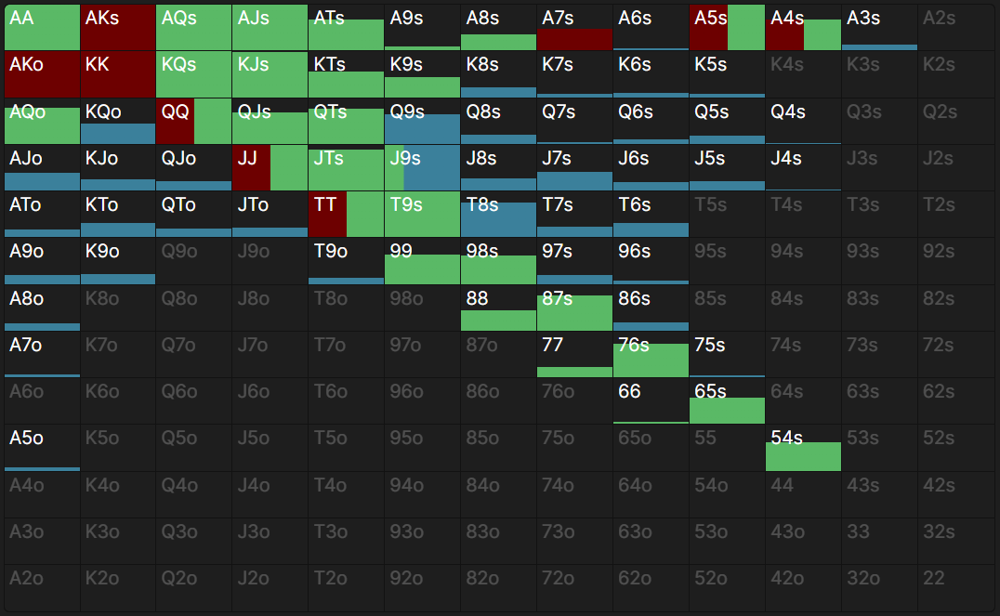 AA AKs AQs AJs ATs A9s A8s A7s A6s A5s A4s A3s A2s
AKo KK KQs KJs KTs K9s K8s K7s K6s K5s K4s K3s K2s
AQo KQo QQ QJs QTs Q9s Q8s Q7s Q6s Q5s Q4s Q3s Q2s
AJo KJo QJo JJ JTs J9s J8s J7s J6s J5s J4s J3s J2s
ATo KTo QTo JTo TT T9s T8s T7s T6s T5s T4s T3s T2s
A9o K9o Q9o J9o T9o 99 98s 97s 96s 95s 94s 93s 92s
A8o K8o Q8o J8o T8o 98o 88 87s 86s 85s 84s 83s 82s
A7o K7o Q7o J7o T7o 97o 87o 77 76s 75s 74s 73s 72s
A6o K6o Q6o J6o T6o 96o 86o 76o 66 65s 64s 63s 62s
A5o K5o Q5o J5o T5o 95o 85o 75o 65o 55 54s 53s 52s
A4o K4o Q4o J4o T4o 94o 84o 74o 64o 54o 44 43s 42s
A3o K3o Q3o J3o T3o 93o 83o 73o 63o 53o 43o 33 32s
A2o K2o Q2o J2o T2o 92o 82o 72o 62o 52o 42o 32o 22